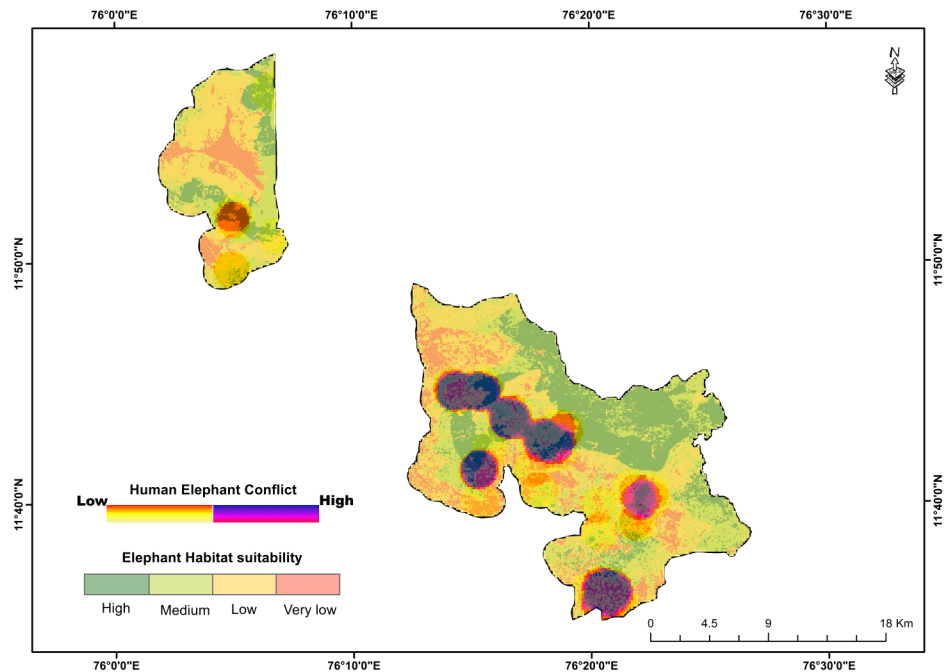 76°0'0"E 76°10'0"E 76°20'0"E 76°30'0"E
N
11°50'0"N 11°50'0"N
11°40'0"N 11°40'0"N
Human Elephant Conflict
Low High
Elephant Habitat suitability
High Medium Low Very low
0 4.5 9 18 Km
76°0'0"E 76°10'0"E 76°20'0"E 76°30'0"E